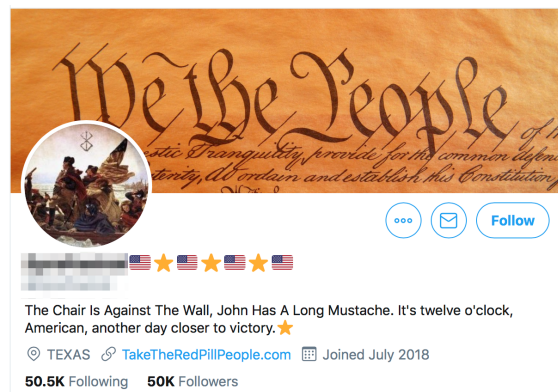 We the People
of
estic Tranquility, provide for the common defen
terity, do ordain and establish this Constitution
The Chair Is Against The Wall, John Has A Long Mustache. It's twelve o'clock,
American, another day closer to victory.
TEXAS TakeTheRedPillPeople.com Joined July 2018
50.5K Following 50K Followers
Follow